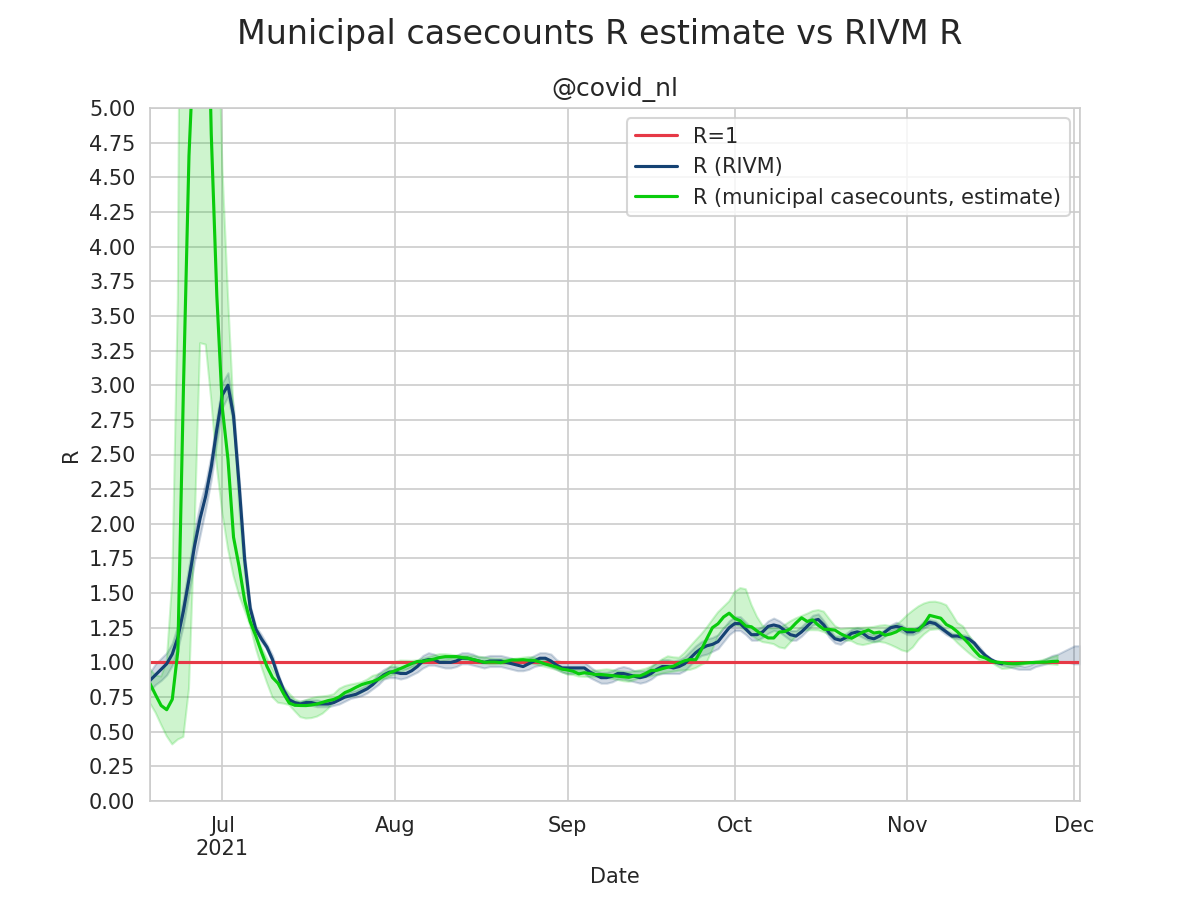 Municipal casecounts R estimate vs RIVM R
@covid_nl
5.00
4.75
4.50
4.25
4.00
3.75
3.50
3.25
3.00
2.75
2.50
2.25
2.00
1.75
1.50
1.25
1.00
0.75
0.50
0.25
0.00
R
R=1
R (RIVM)
R (municipal casecounts, estimate)
Jul Aug Sep Oct Nov Dec
2021
Date